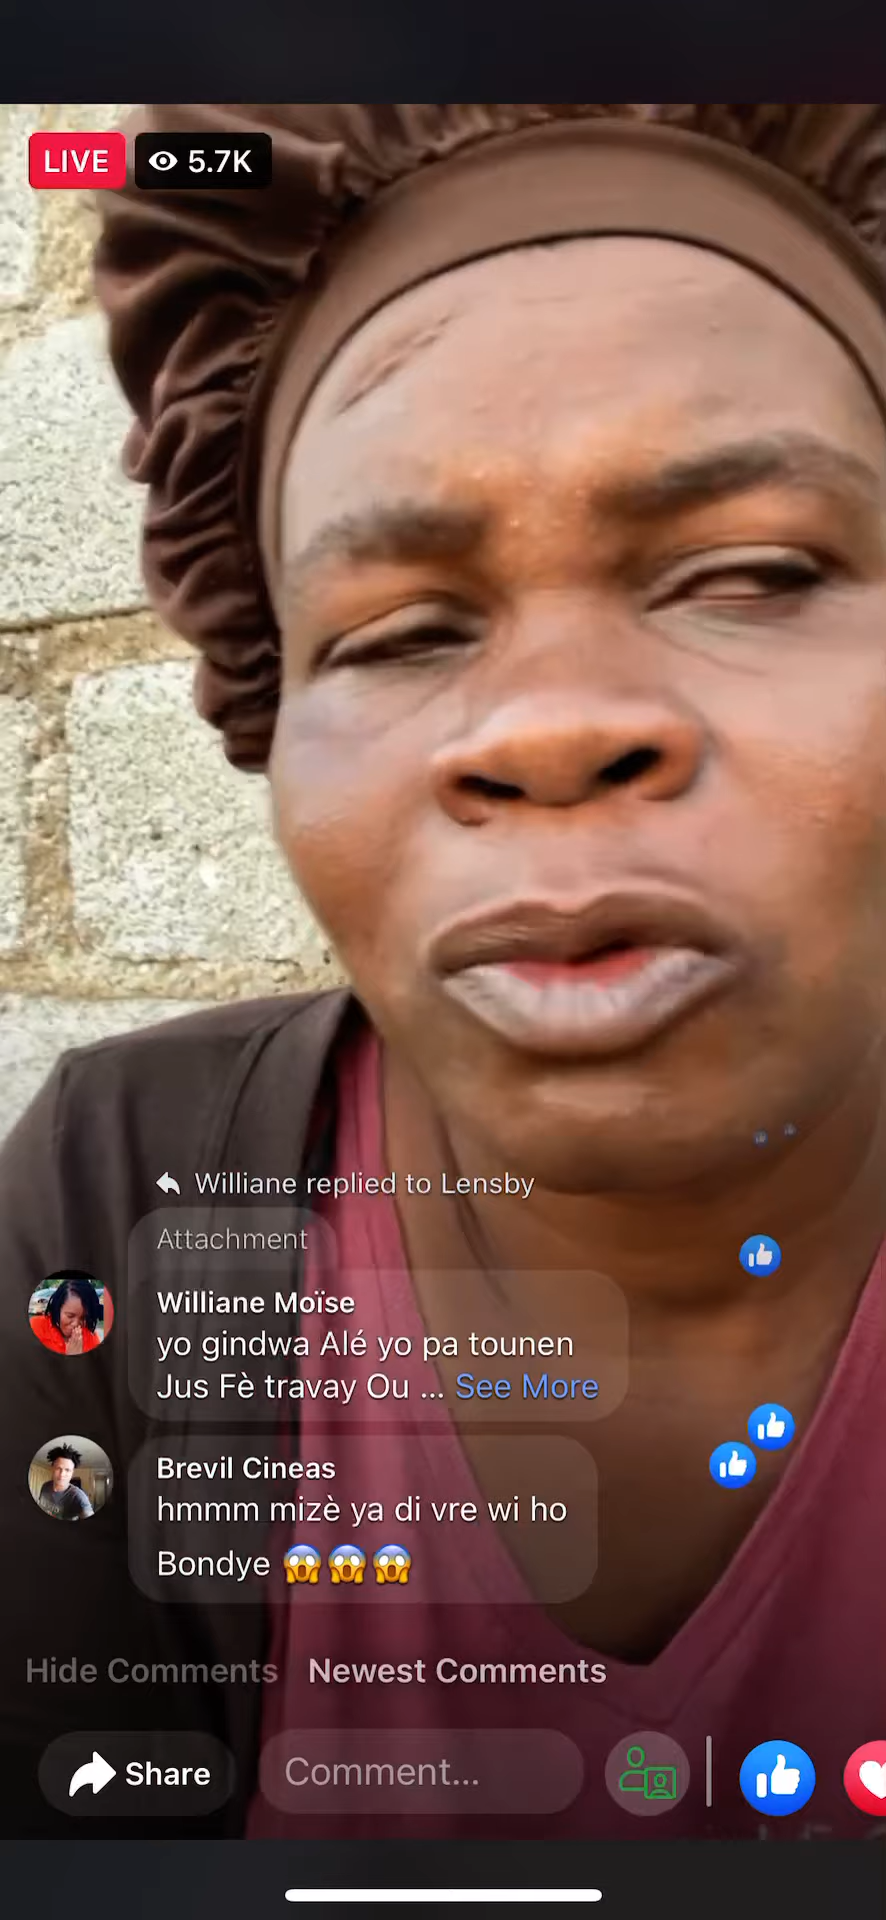 LIVE 5.7K
Williane replied to Lensby
Attachment
Williane Moïse
yo gindwa Alé yo pa tounen
Jus Fè travay Ou ... See More
Brevil Cineas
hmmm mizè ya di vre wi ho
Bondye 😱😱😱
Hide Comments Newest Comments
Share Comment...